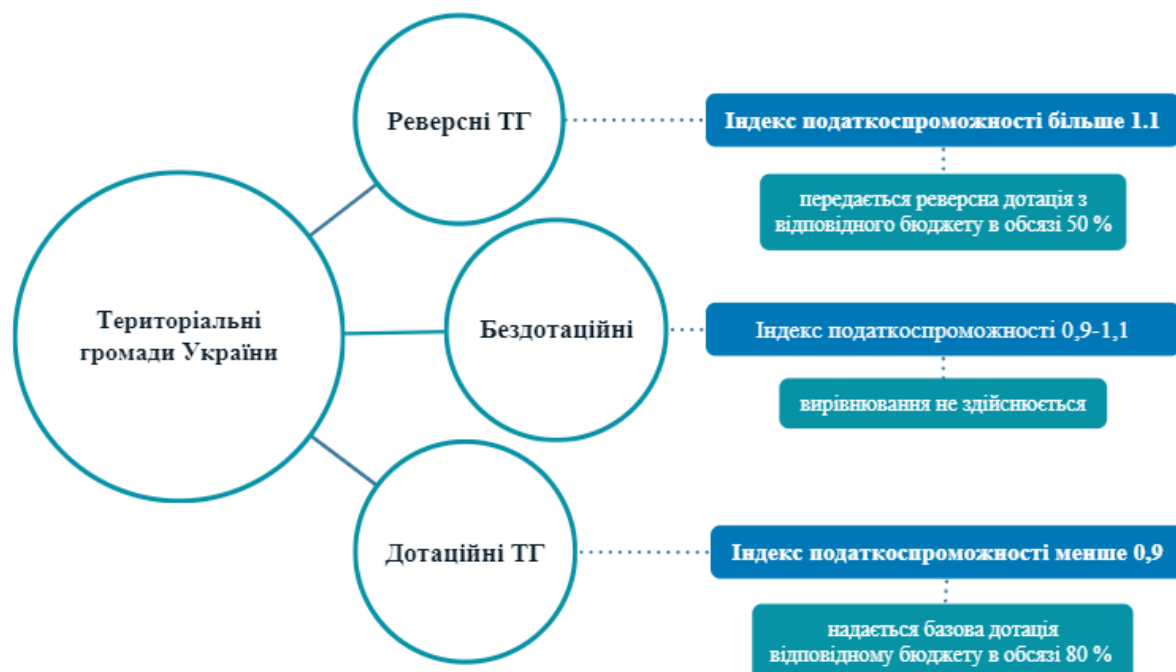 Територіальні
громади України
Реверсні ТГ
Індекс податкоспроможності більше 1.1
передається реверсна дотація з
відповідного бюджету в обсязі 50 %
Бездотаційні
Індекс податкоспроможності 0,9-1,1
вирівнювання не здійснюється
Дотаційні ТГ
Індекс податкоспроможності менше 0,9
надається базова дотація
відповідному бюджету в обсязі 80 %